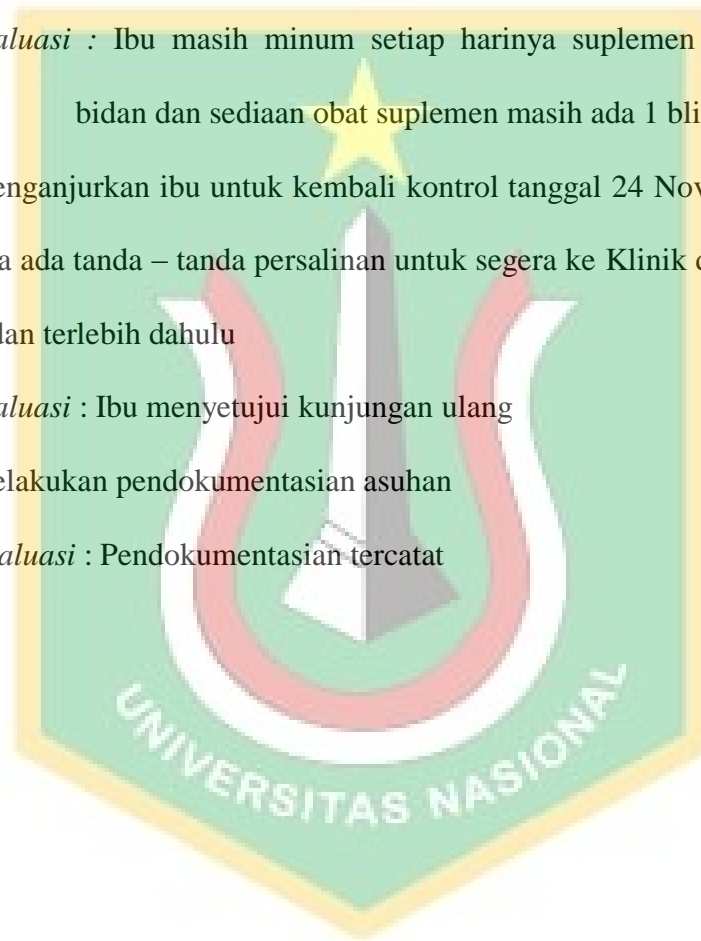 aluasi : Ibu masih minum setiap harinya suplemen
bidan dan sediaan obat suplemen masih ada 1 bli
enganjurkan ibu untuk kembali kontrol tanggal 24 Nov
a ada tanda – tanda persalinan untuk segera ke Klinik
dan terlebih dahulu
aluasi : Ibu menyetujui kunjungan ulang
elakukan pendokumentasian asuhan
aluasi : Pendokumentasian tercatat
UNIVERSITAS NASIONAL